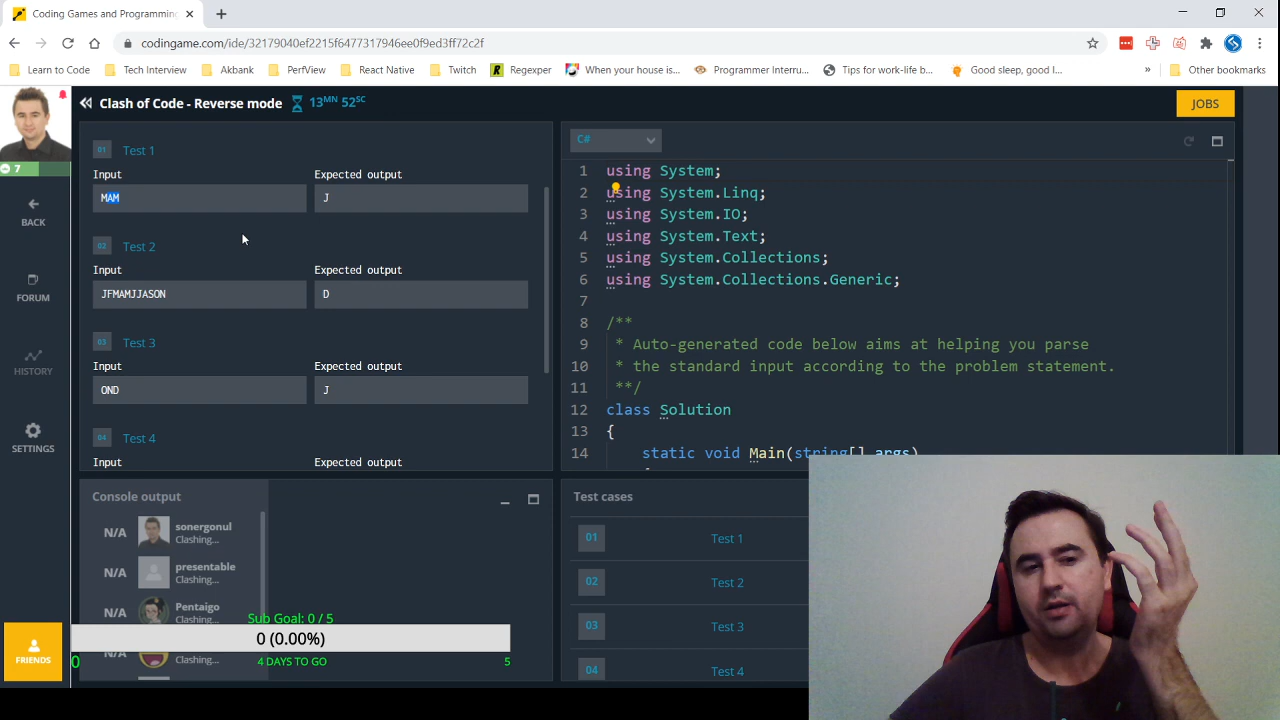 Coding Games and Programming
codingame.com/ide/32179040ef2215f6477317946ee0f9ed3ff72c2f
Learn to Code
Tech Interview
Akbank
PerfView
React Native
Twitch
Regexper
When your house is...
Programmer Interru...
Tips for work-life b...
Good sleep, good l...
»
Other bookmarks
Clash of Code - Reverse mode
13MN 52SC
JOBS
7
BACK
FORUM
HISTORY
SETTINGS
FRIENDS
01 Test 1
Input Expected output
MAM J
02 Test 2
Input Expected output
JFMAMJJASON D
03 Test 3
Input Expected output
OND J
04 Test 4
Input Expected output
C#
1 using System;
2 using System.Linq;
3 using System.IO;
4 using System.Text;
5 using System.Collections;
6 using System.Collections.Generic;
7
8 /**
9 * Auto-generated code below aims at helping you parse
10 * the standard input according to the problem statement.
11 **/
12 class Solution
13 {
14 static void Main(string[] args)
Console output
N/A sonergonul
Clashing...
N/A presentable
Clashing...
N/A Pentaigo
Clashing...
N/A
Clashing...
Sub Goal: 0 / 5
0 (0.00%)
0 4 DAYS TO GO 5
Test cases
01 Test 1
02 Test 2
03 Test 3
04 Test 4